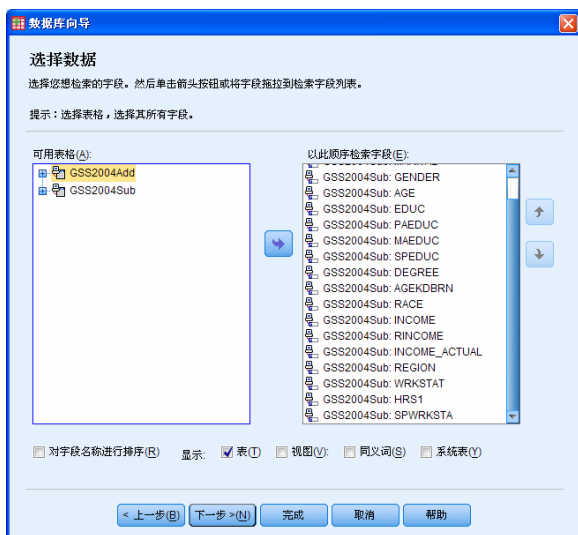 数据库向导
选择数据
选择您想检索的字段。然后单击箭头按钮或将字段拖拉到检索字段列表。
提示：选择表格，选择其所有字段。
可用表格(A):
GSS2004Add
GSS2004Sub
以此顺序检索字段(E):
GSS2004Sub: GENDER
GSS2004Sub: AGE
GSS2004Sub: EDUC
GSS2004Sub: PAEDUC
GSS2004Sub: MAEDUC
GSS2004Sub: SPEDUC
GSS2004Sub: DEGREE
GSS2004Sub: AGEKDBRN
GSS2004Sub: RACE
GSS2004Sub: INCOME
GSS2004Sub: RINCOME
GSS2004Sub: INCOME_ACTUAL
GSS2004Sub: REGION
GSS2004Sub: WRKSTAT
GSS2004Sub: HRS1
GSS2004Sub: SPWRKSTA
对字段名称进行排序(R) 显示: 表(T) 视图(V): 同义词(S) 系统表(Y)
< 上一步(B) 下一步 >(N) 完成 取消 帮助